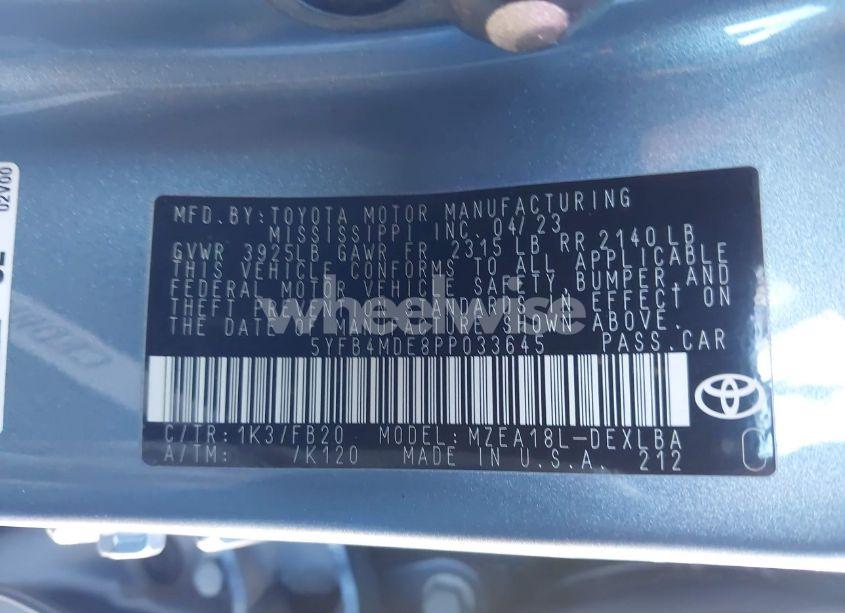 MFD. BY: TOYOTA MOTOR MANUFACTURING
MISSISSIPPI INC. 04/23
GVWR 3925LB GAWR FR 2315 LB RR 2140 LB
THIS VEHICLE CONFORMS TO ALL APPLICABLE
FEDERAL MOTOR VEHICLE SAFETY, BUMPER, AND
THEFT PREVENTION STANDARDS IN EFFECT ON
THE DATE OF MANUFACTURE SHOWN ABOVE.
5YFB4MDE8PP033645 PASS. CAR
C/TR: 1K3/FB20 MODEL: MZEA18L-DEXLBA
A/TM: /K120 MADE IN U.S.A. 212
wheelwise
02V00